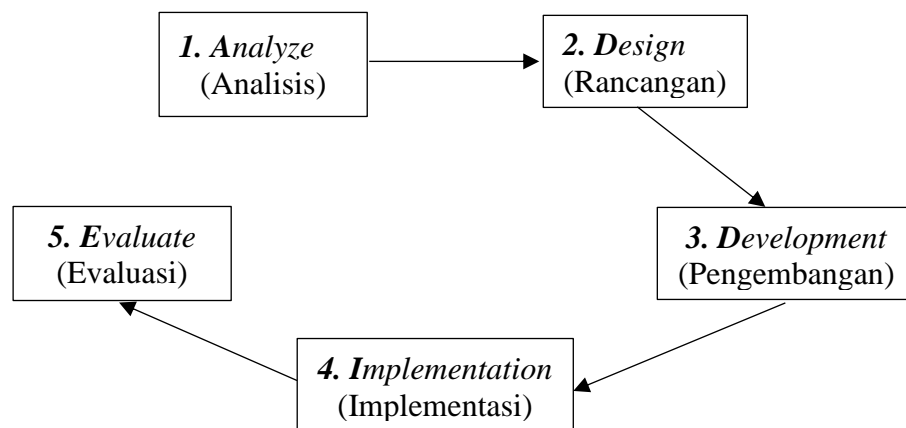 1. Analyze
(Analisis)
2. Design
(Rancangan)
3. Development
(Pengembangan)
4. Implementation
(Implementasi)
5. Evaluate
(Evaluasi)